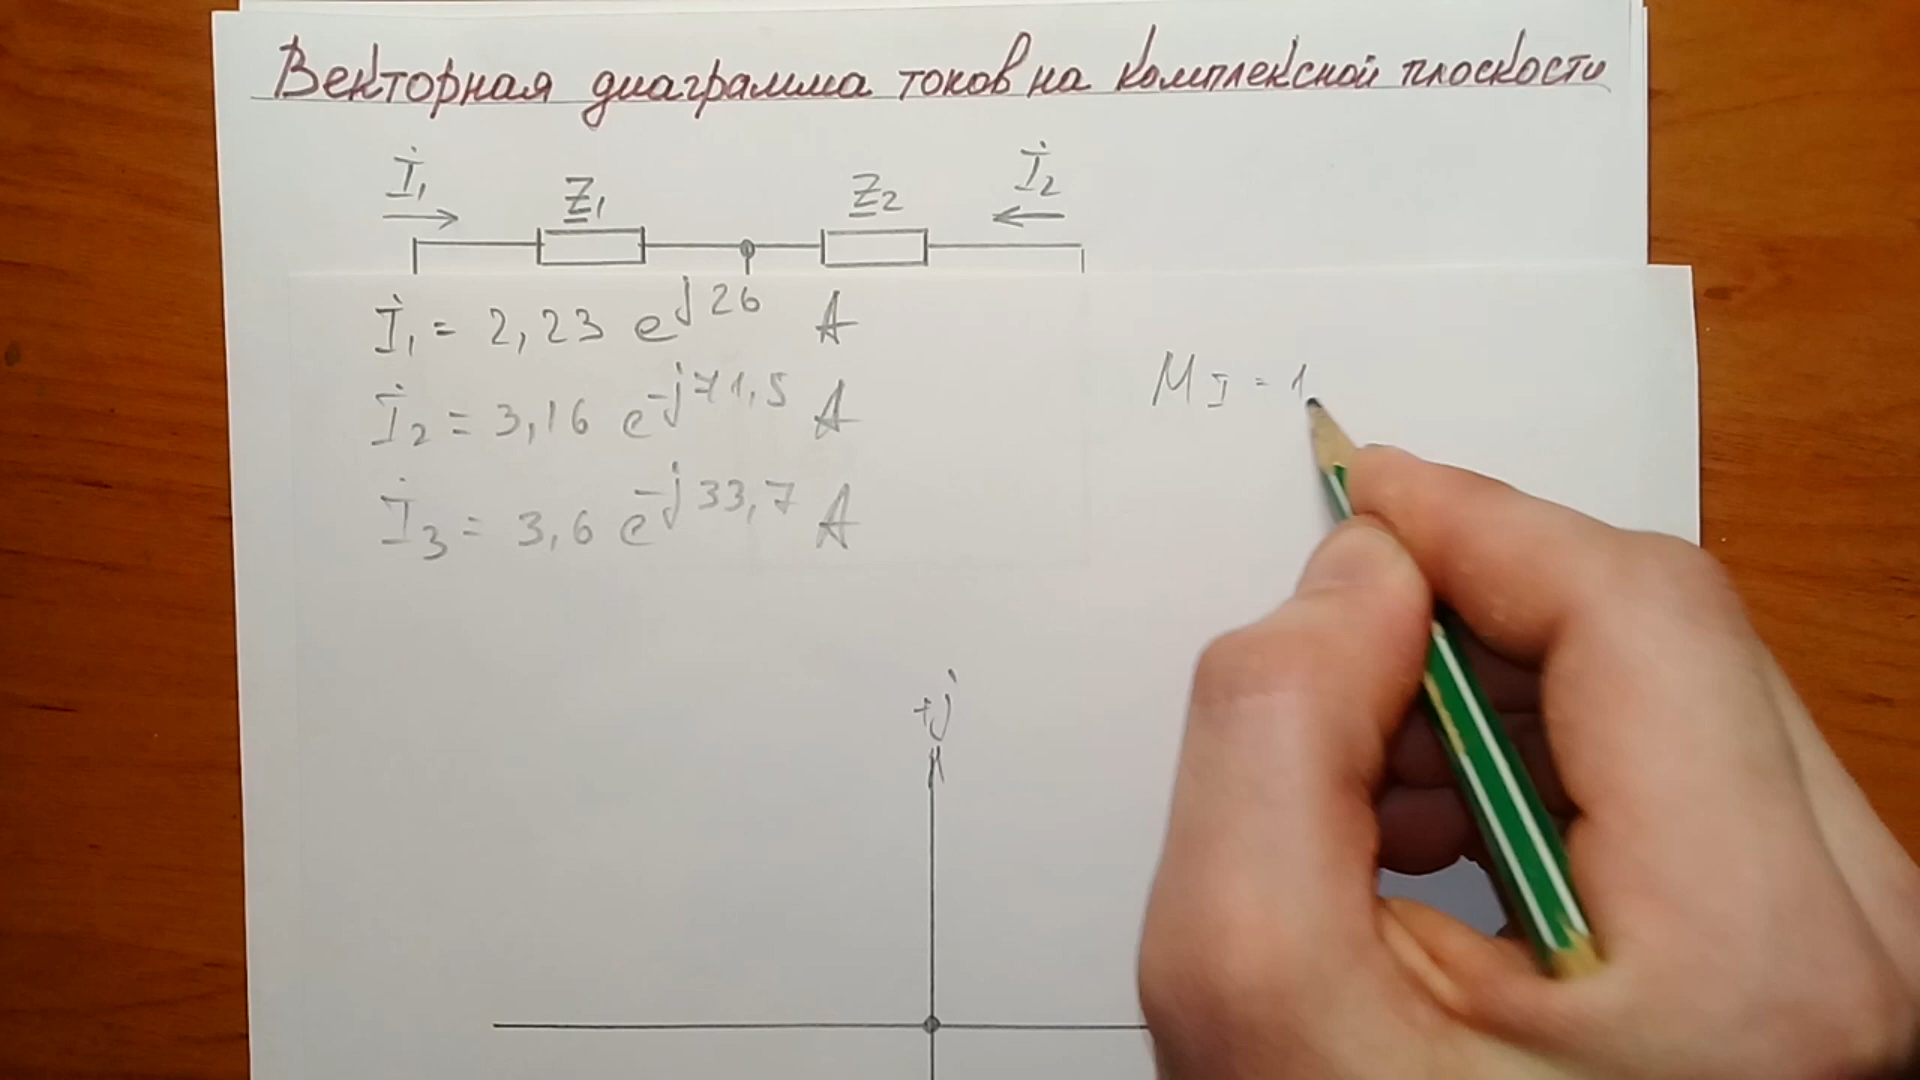 Векторная диаграмма токов на комплексной плоскости
İ₁ Z₁ Z₂ İ₂
İ₁ = 2,23 e^j26 A
İ₂ = 3,16 e^-j71,5 A
İ₃ = 3,6 e^-j33,7 A
M_I = 1
+j